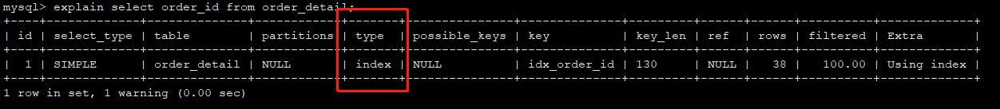 mysql> explain select order_id from order_detail;
+----+-------------+--------------+------------+-------+---------------+--------------+---------+------+------+----------+-------------+
| id | select_type | table | partitions | type | possible_keys | key | key_len | ref | rows | filtered | Extra |
+----+-------------+--------------+------------+-------+---------------+--------------+---------+------+------+----------+-------------+
| 1 | SIMPLE | order_detail | NULL | index | NULL | idx_order_id | 130 | NULL | 38 | 100.00 | Using index |
+----+-------------+--------------+------------+-------+---------------+--------------+---------+------+------+----------+-------------+
1 row in set, 1 warning (0.00 sec)